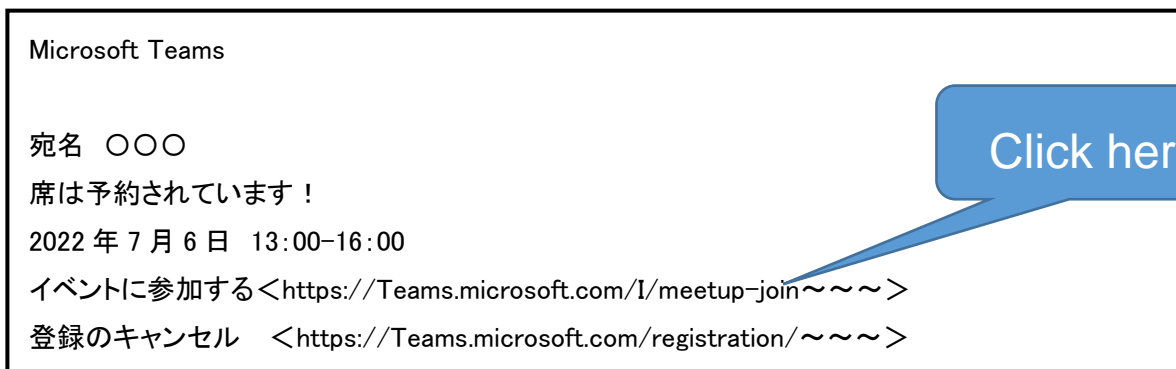 Microsoft Teams
宛名 〇〇〇
Click her
席は予約されています！
2022 年 7 月 6 日 13:00-16:00
イベントに参加する＜https://Teams.microsoft.com/I/meetup-join～～～＞
登録のキャンセル ＜https://Teams.microsoft.com/registration/～～～＞